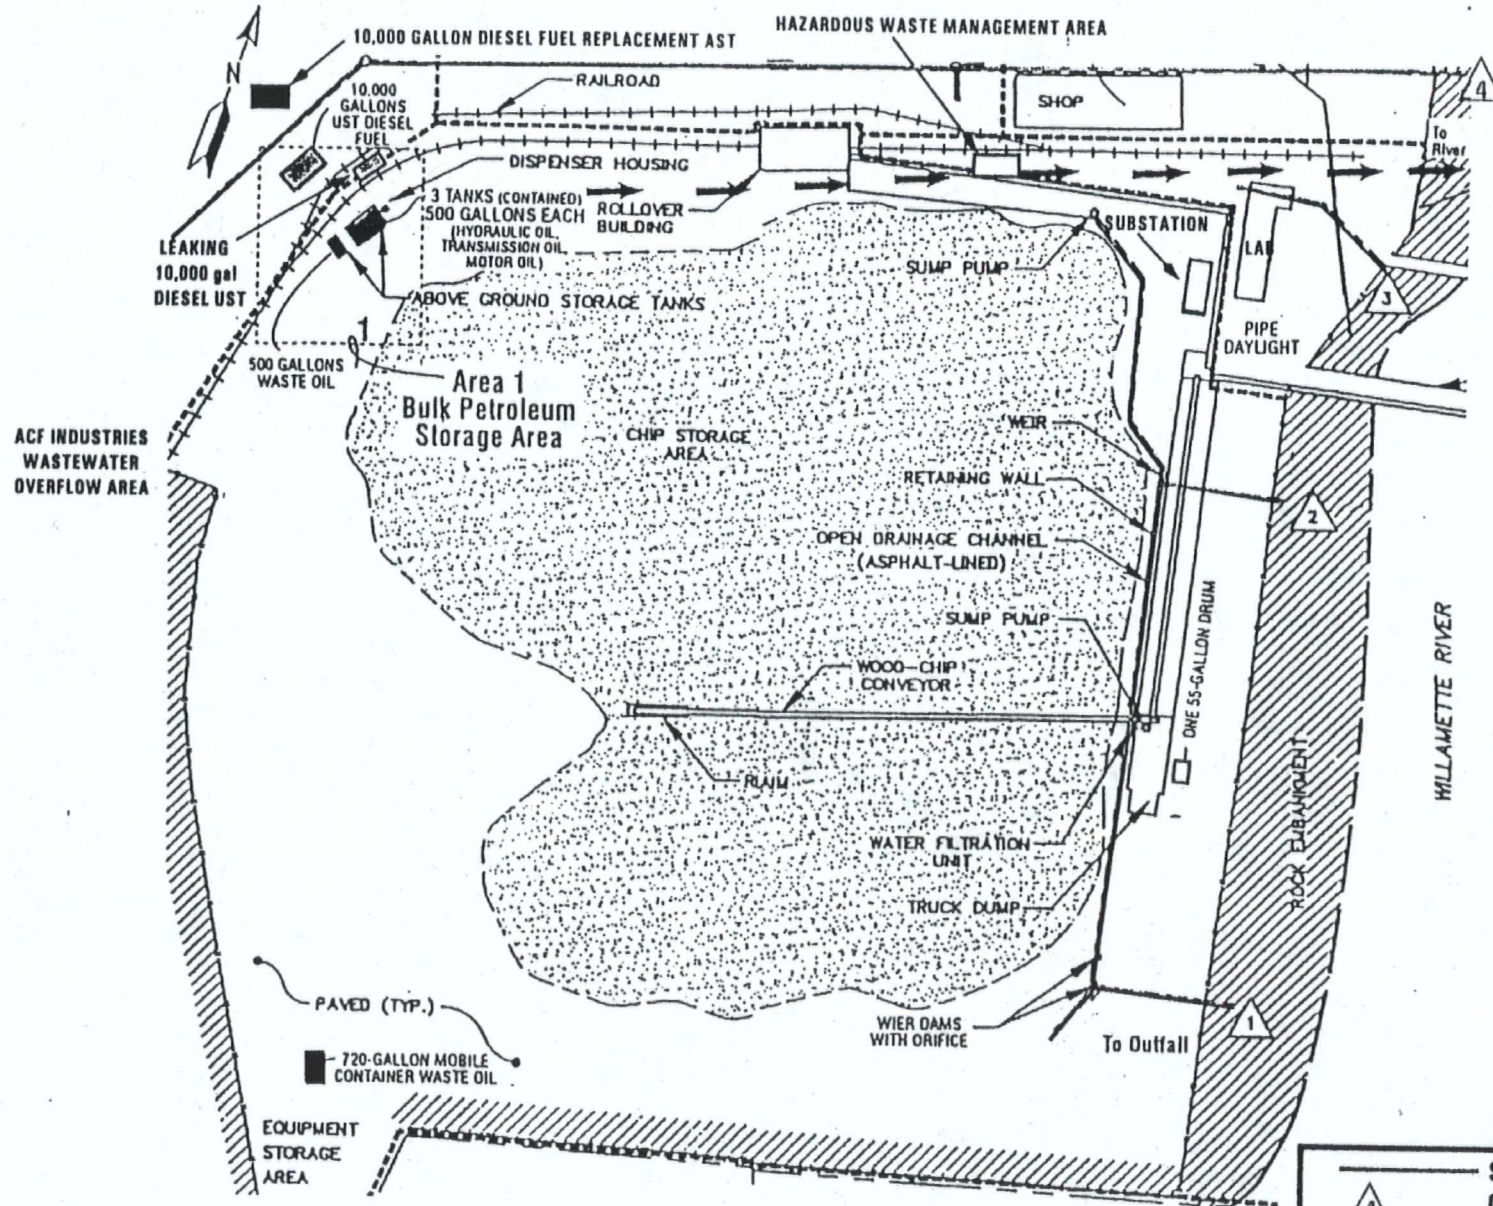 10,000 GALLON DIESEL FUEL REPLACEMENT AST
HAZARDOUS WASTE MANAGEMENT AREA
N
10,000
GALLONS
UST DIESEL
FUEL
RAILROAD
SHOP
4
To
River
DISPENSER HOUSING
3 TANKS (CONTAINED)
500 GALLONS EACH
(HYDRAULIC OIL,
TRANSMISSION OIL
MOTOR OIL)
ROLLOVER
BUILDING
SUBSTATION
LAB
LEAKING
10,000 gal
DIESEL UST
SUMP PUMP
3
ABOVE GROUND STORAGE TANKS
1
PIPE
DAYLIGHT
500 GALLONS
WASTE OIL
Area 1
Bulk Petroleum
Storage Area
ACF INDUSTRIES
WASTEWATER
OVERFLOW AREA
CHIP STORAGE
AREA
WEIR
RETAINING WALL
2
OPEN DRAINAGE CHANNEL
(ASPHALT-LINED)
SUMP PUMP
ONE 55-GALLON DRUM
WILLAMETTE RIVER
WOOD-CHIP
CONVEYOR
ROCK EMBANKMENT
WATER FILTRATION
UNIT
TRUCK DUMP
PAVED (TYP.)
WIER DAMS
WITH ORIFICE
1
To Outfall
720-GALLON MOBILE
CONTAINER WASTE OIL
EQUIPMENT
STORAGE
AREA